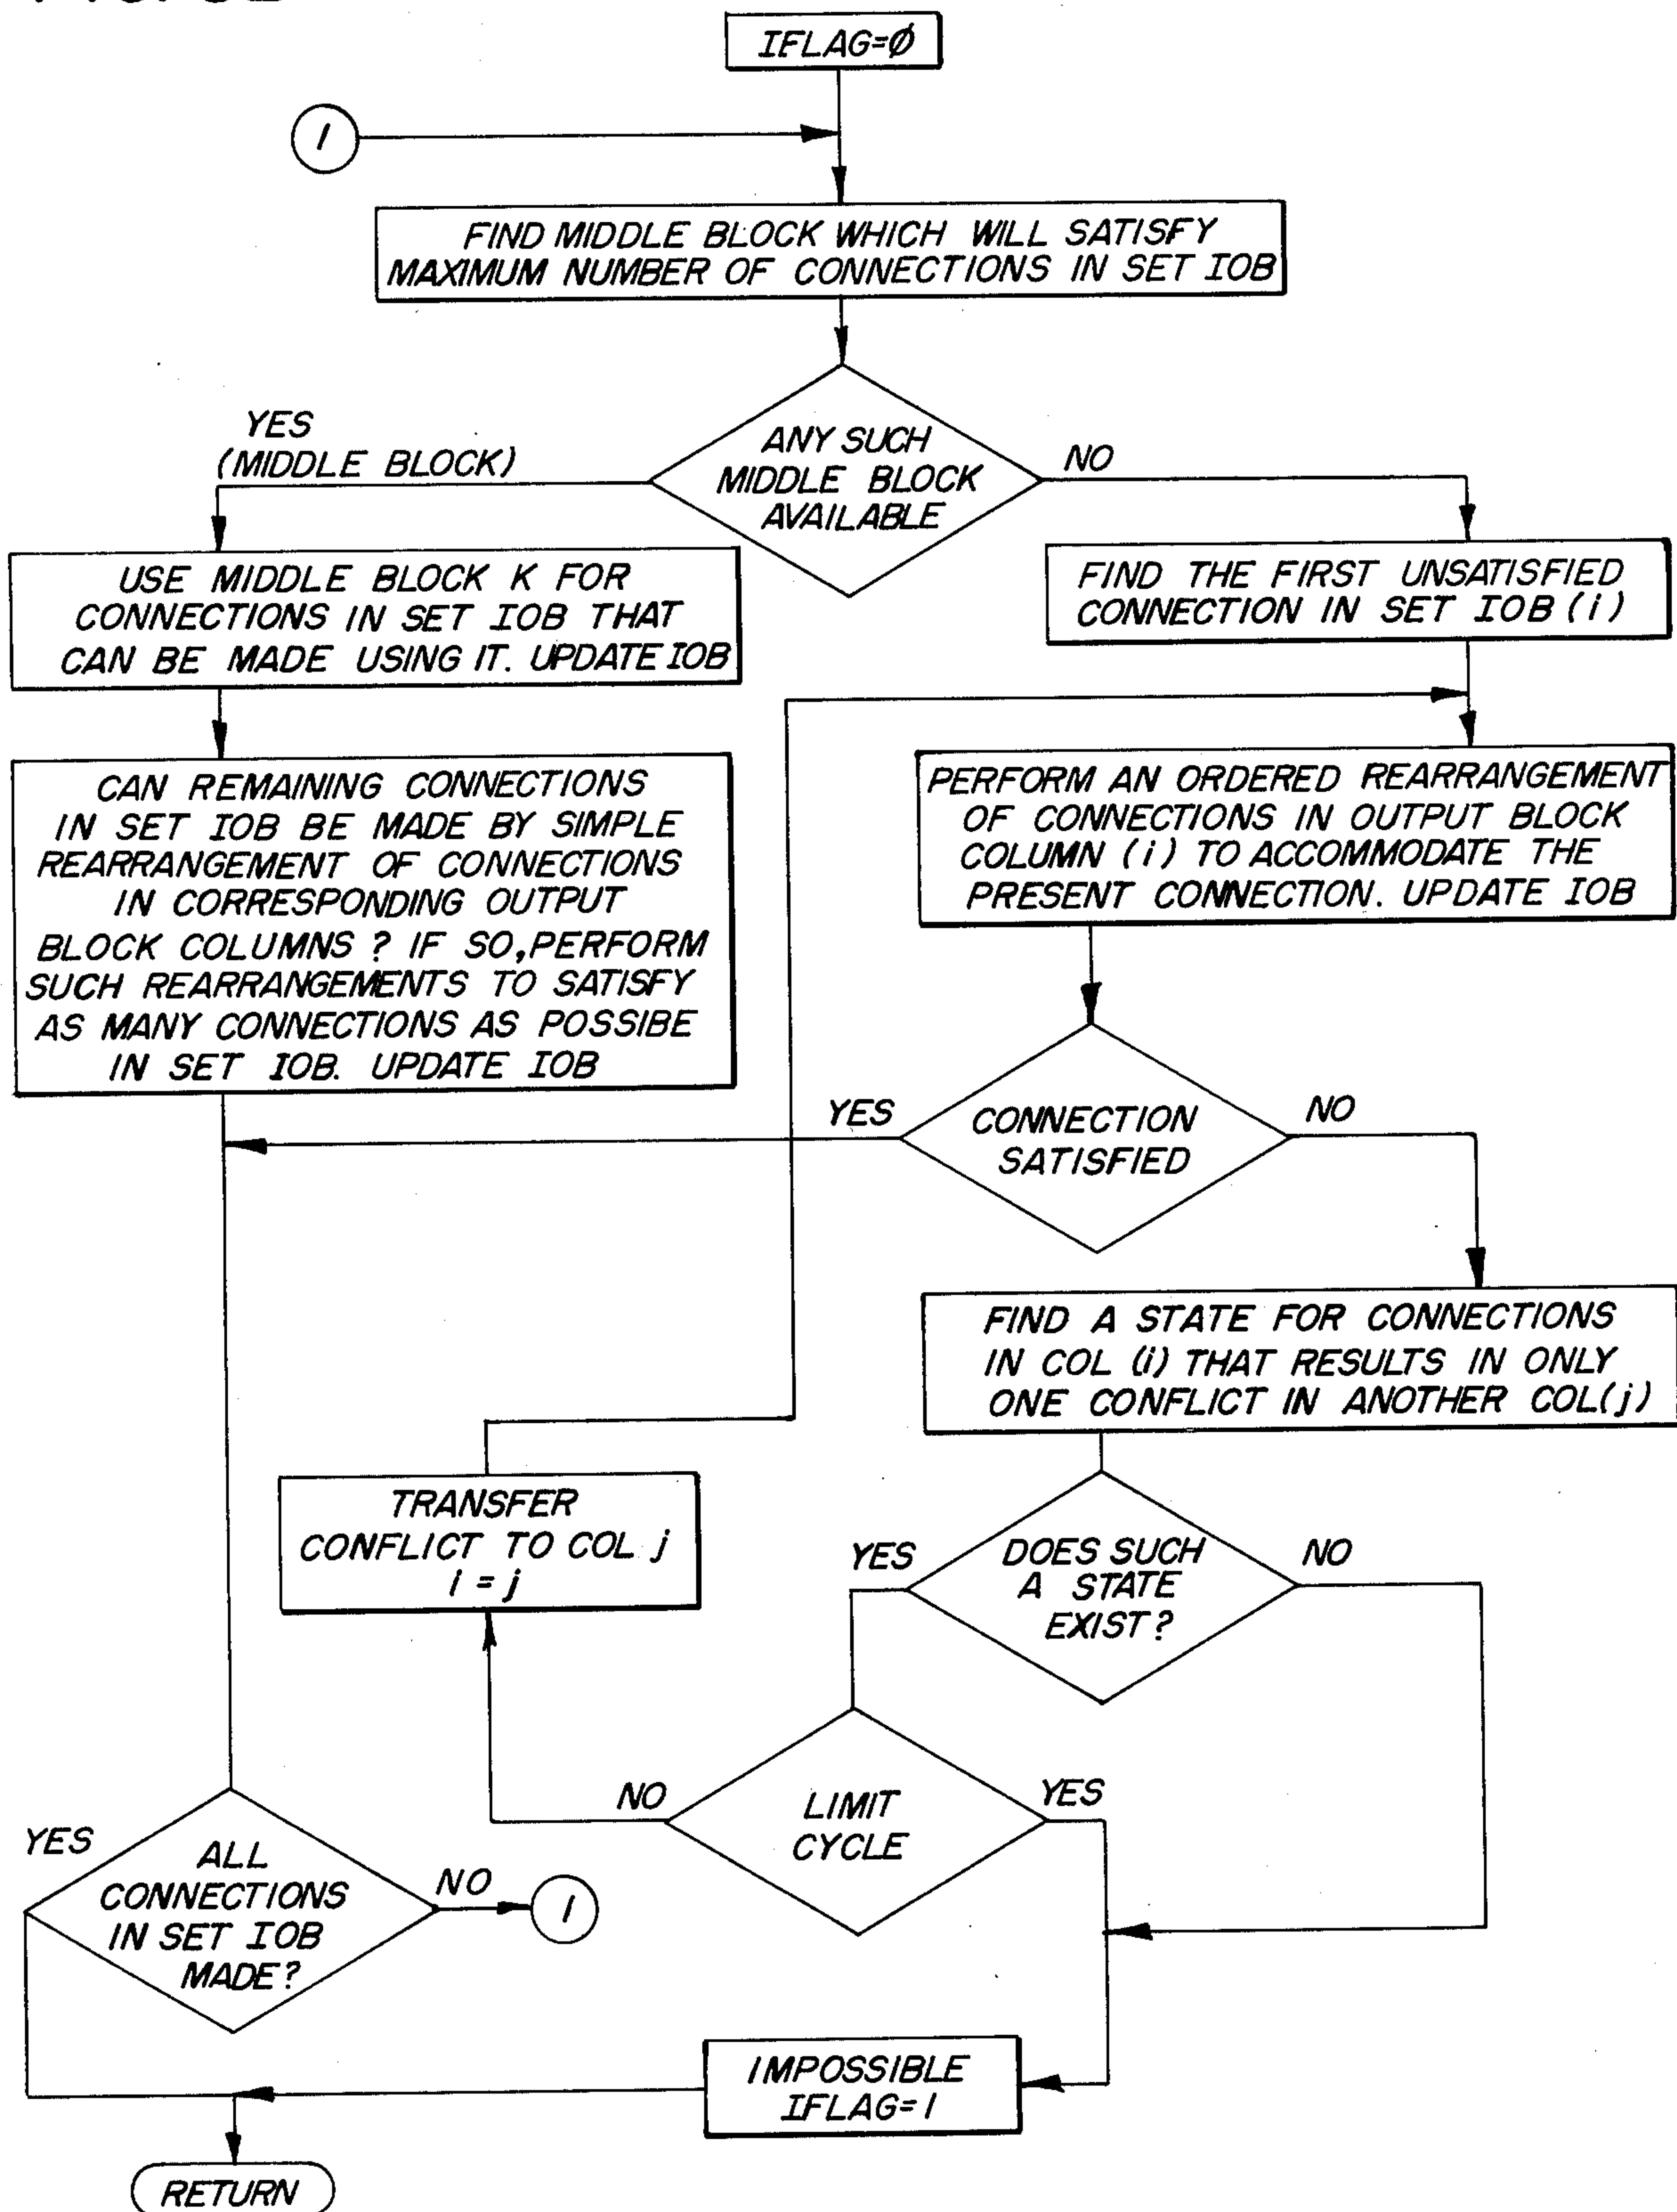 IFLAG=Ø
1
FIND MIDDLE BLOCK WHICH WILL SATISFY
MAXIMUM NUMBER OF CONNECTIONS IN SET IOB
ANY SUCH
MIDDLE BLOCK
AVAILABLE
YES
(MIDDLE BLOCK)
NO
USE MIDDLE BLOCK K FOR
CONNECTIONS IN SET IOB THAT
CAN BE MADE USING IT. UPDATE IOB
FIND THE FIRST UNSATISFIED
CONNECTION IN SET IOB (i)
CAN REMAINING CONNECTIONS
IN SET IOB BE MADE BY SIMPLE
REARRANGEMENT OF CONNECTIONS
IN CORRESPONDING OUTPUT
BLOCK COLUMNS ? IF SO, PERFORM
SUCH REARRANGEMENTS TO SATISFY
AS MANY CONNECTIONS AS POSSIBE
IN SET IOB. UPDATE IOB
PERFORM AN ORDERED REARRANGEMENT
OF CONNECTIONS IN OUTPUT BLOCK
COLUMN (i) TO ACCOMMODATE THE
PRESENT CONNECTION. UPDATE IOB
YES
CONNECTION
SATISFIED
NO
FIND A STATE FOR CONNECTIONS
IN COL (i) THAT RESULTS IN ONLY
ONE CONFLICT IN ANOTHER COL(j)
TRANSFER
CONFLICT TO COL j
i = j
YES
DOES SUCH
A STATE
EXIST?
NO
NO
LIMIT
CYCLE
YES
YES
ALL
CONNECTIONS
IN SET IOB
MADE?
NO
1
IMPOSSIBLE
IFLAG=1
RETURN